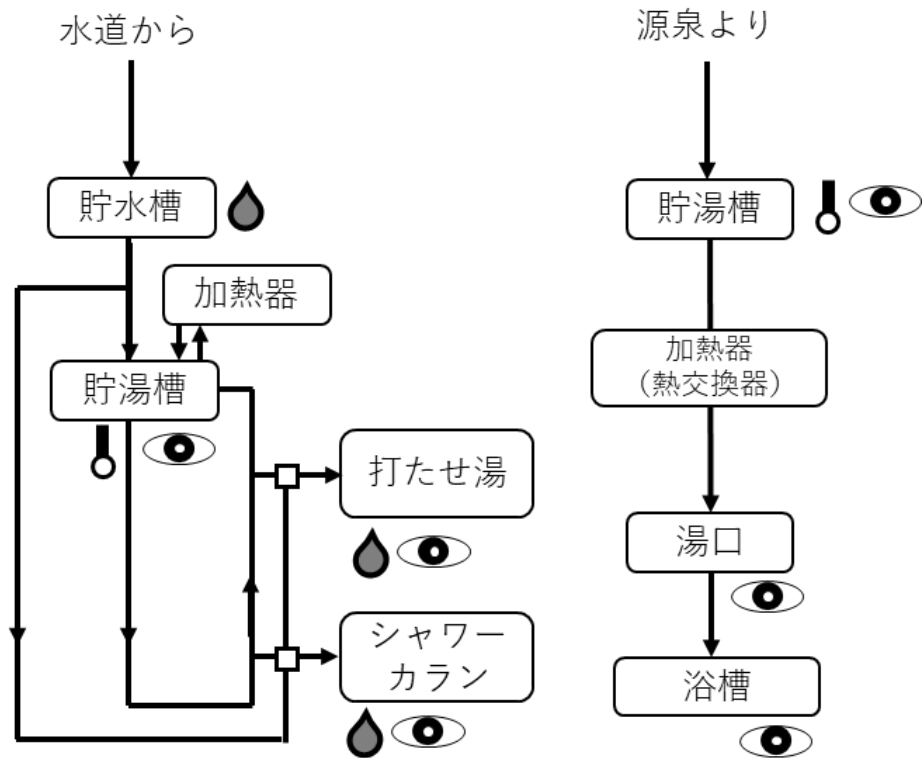 水道から
貯水槽
加熱器
貯湯槽
打たせ湯
シャワー
カラン
源泉より
貯湯槽
加熱器
（熱交換器）
湯口
浴槽